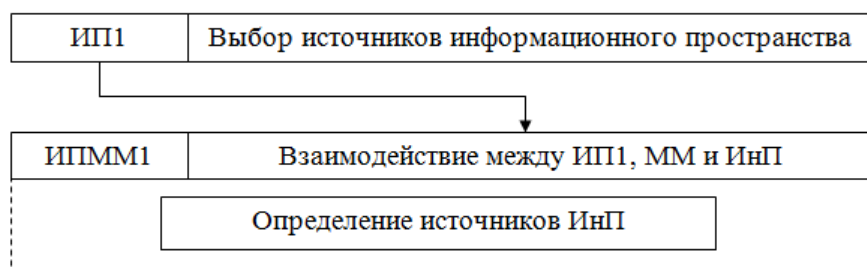 ИП1 Выбор источников информационного пространства
ИПММ1 Взаимодействие между ИП1, ММ и ИнП
Определение источников ИнП